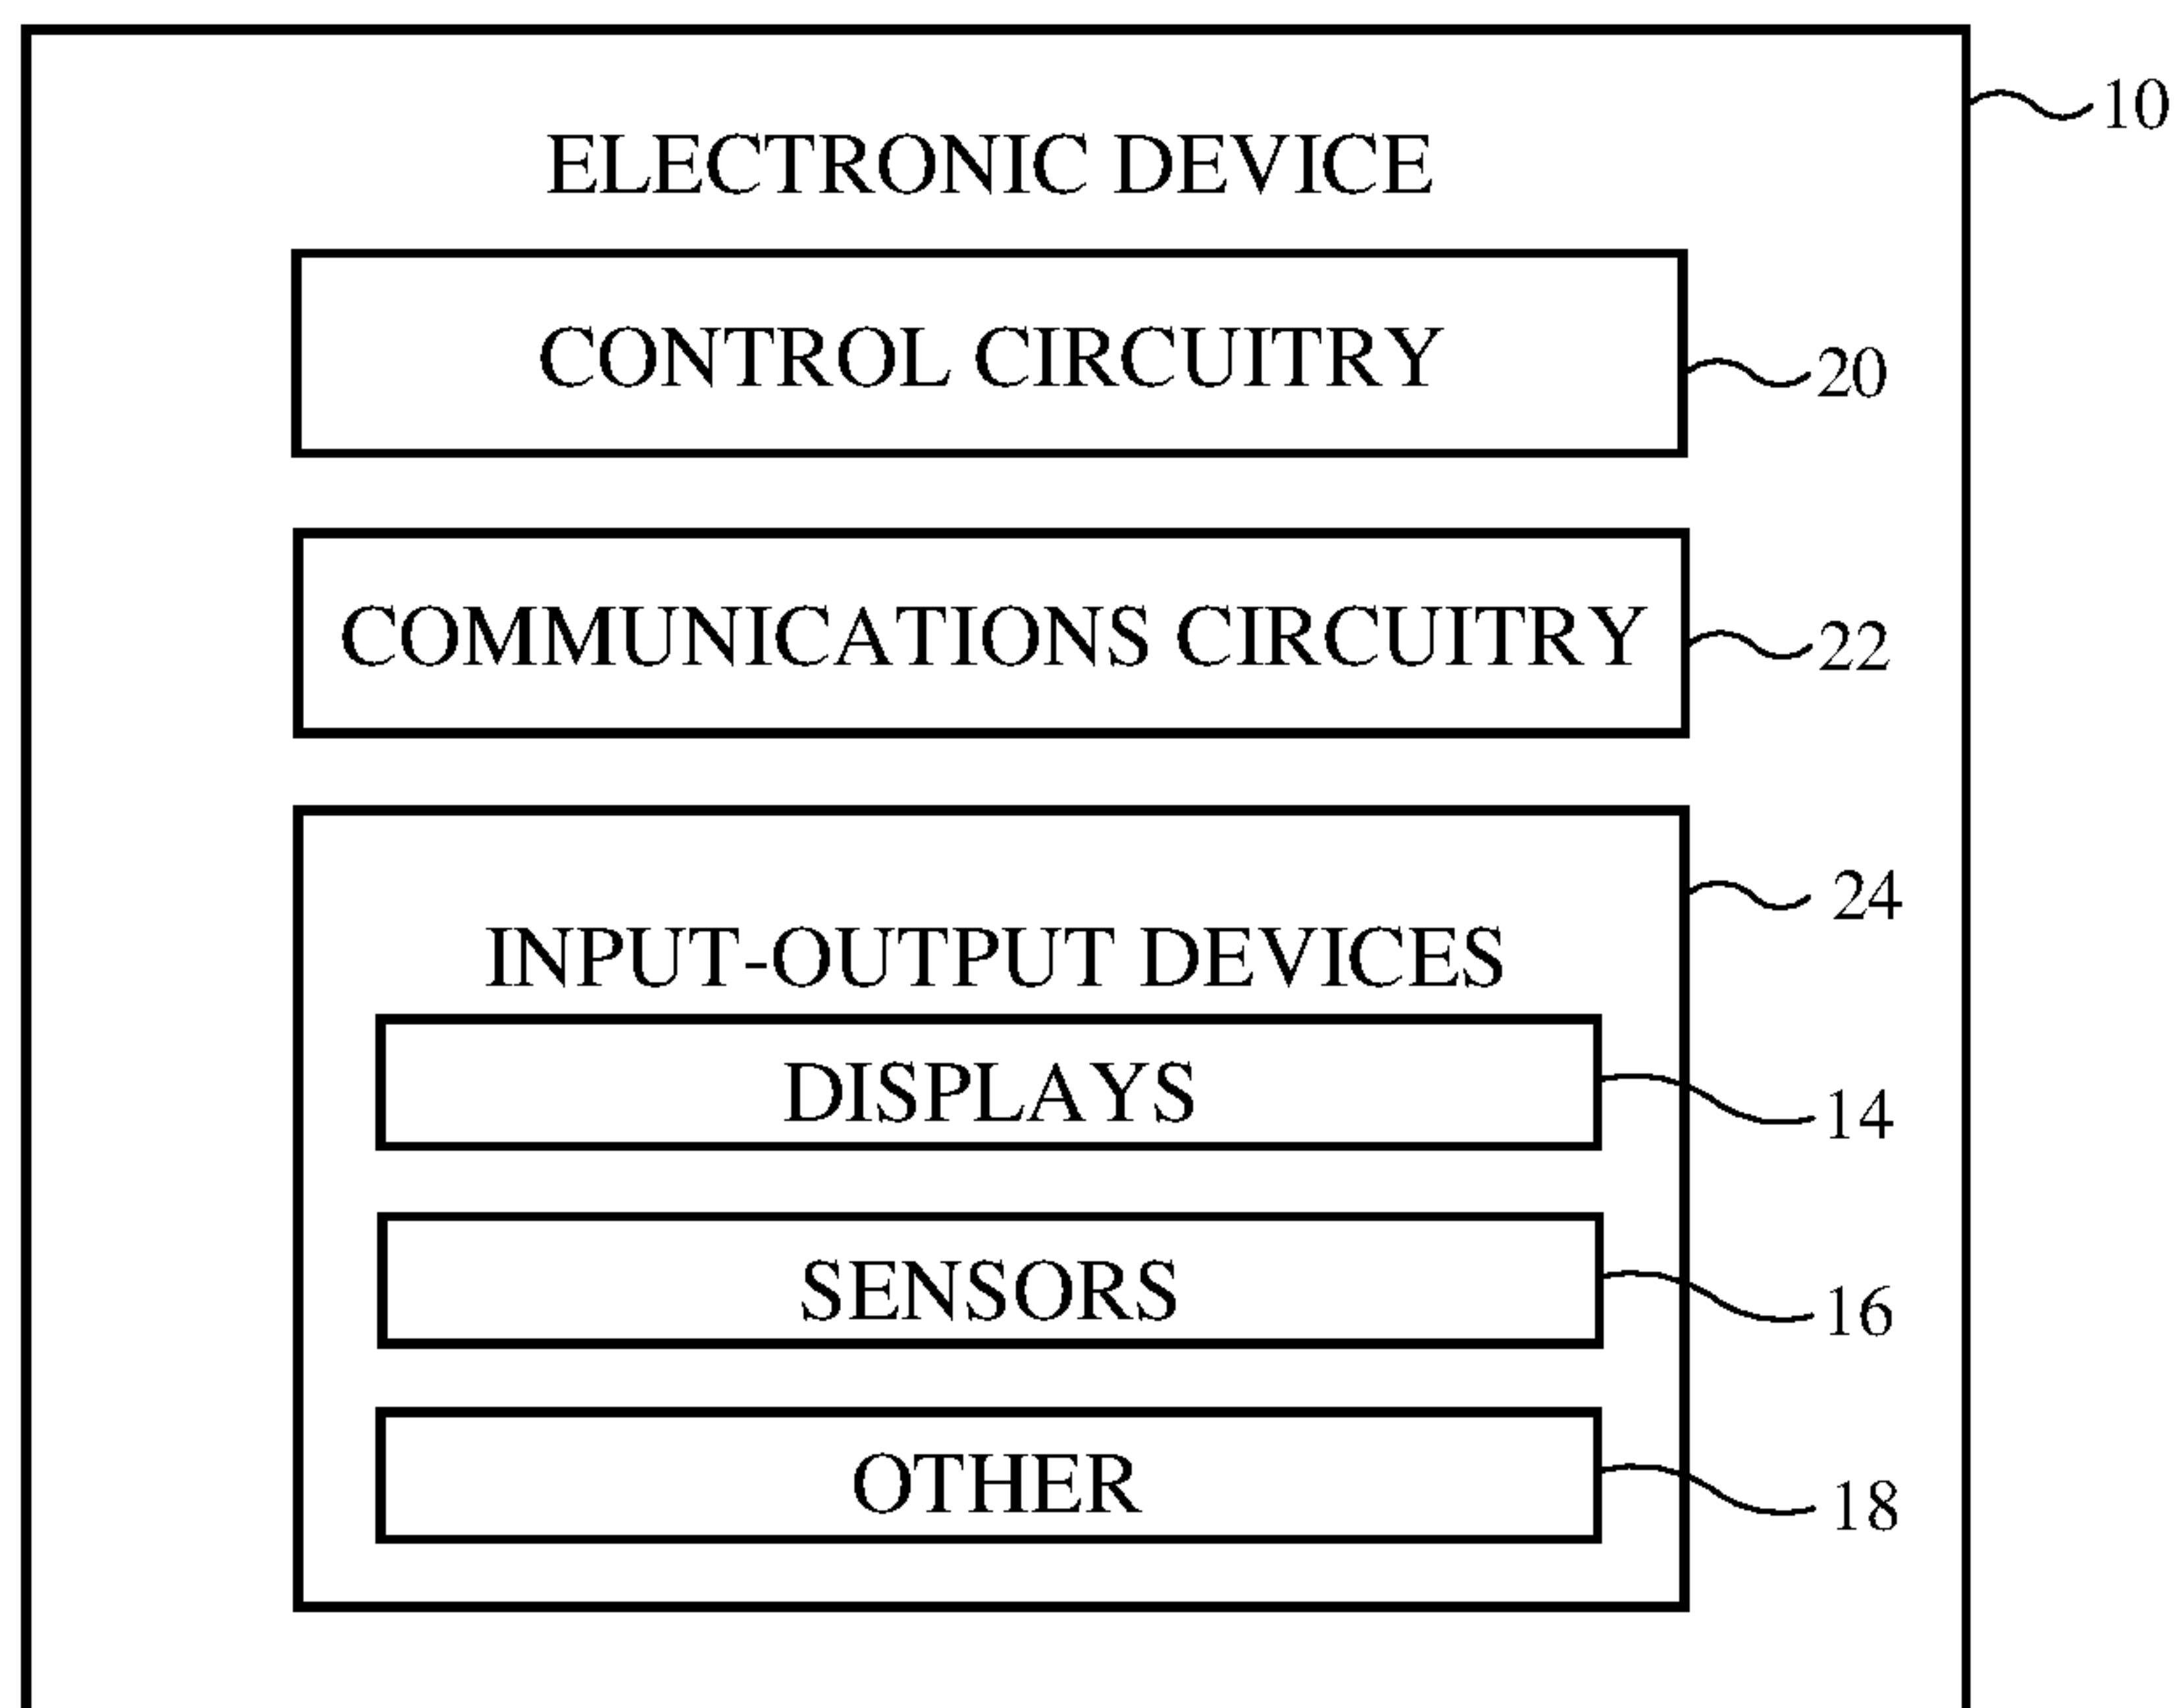 10
ELECTRONIC DEVICE
CONTROL CIRCUITRY
20
COMMUNICATIONS CIRCUITRY
22
24
INPUT-OUTPUT DEVICES
DISPLAYS
14
SENSORS
16
OTHER
18